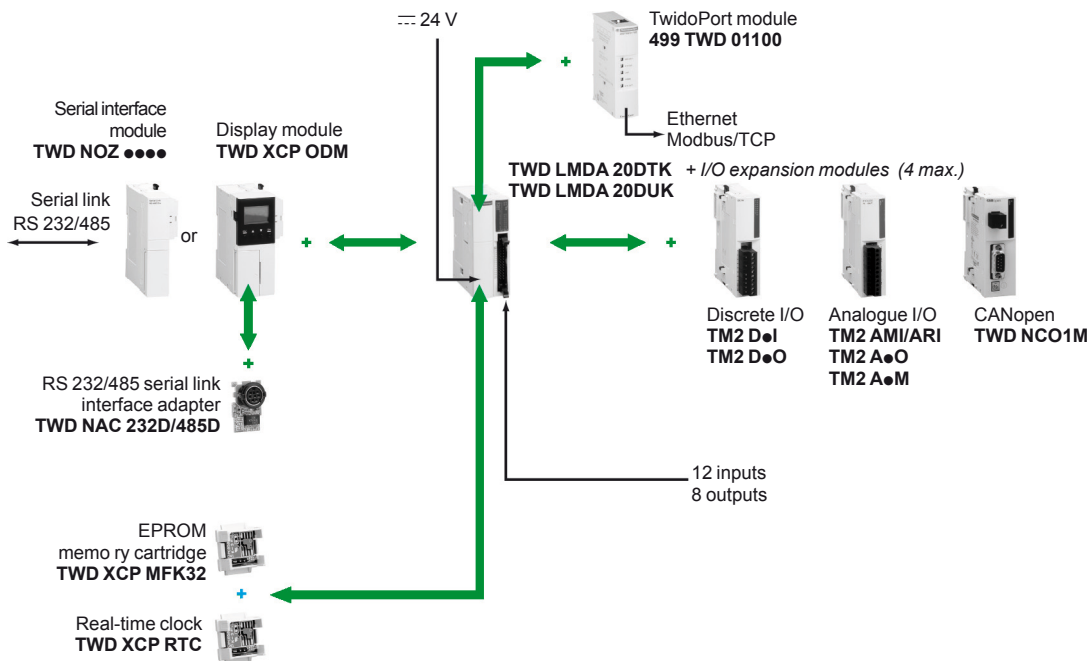 ⎓ 24 V
TwidoPort module
499 TWD 01100
Ethernet
Modbus/TCP
Serial interface
module
TWD NOZ ●●●●
Display module
TWD XCP ODM
Serial link
RS 232/485
or
TWD LMDA 20DTK
TWD LMDA 20DUK
+ I/O expansion modules (4 max.)
+
+
+
Discrete I/O
TM2 D●I
TM2 D●O
Analogue I/O
TM2 AMI/ARI
TM2 A●O
TM2 A●M
CANopen
TWD NCO1M
+
RS 232/485 serial link
interface adapter
TWD NAC 232D/485D
12 inputs
8 outputs
EPROM
memo ry cartridge
TWD XCP MFK32
+
Real-time clock
TWD XCP RTC